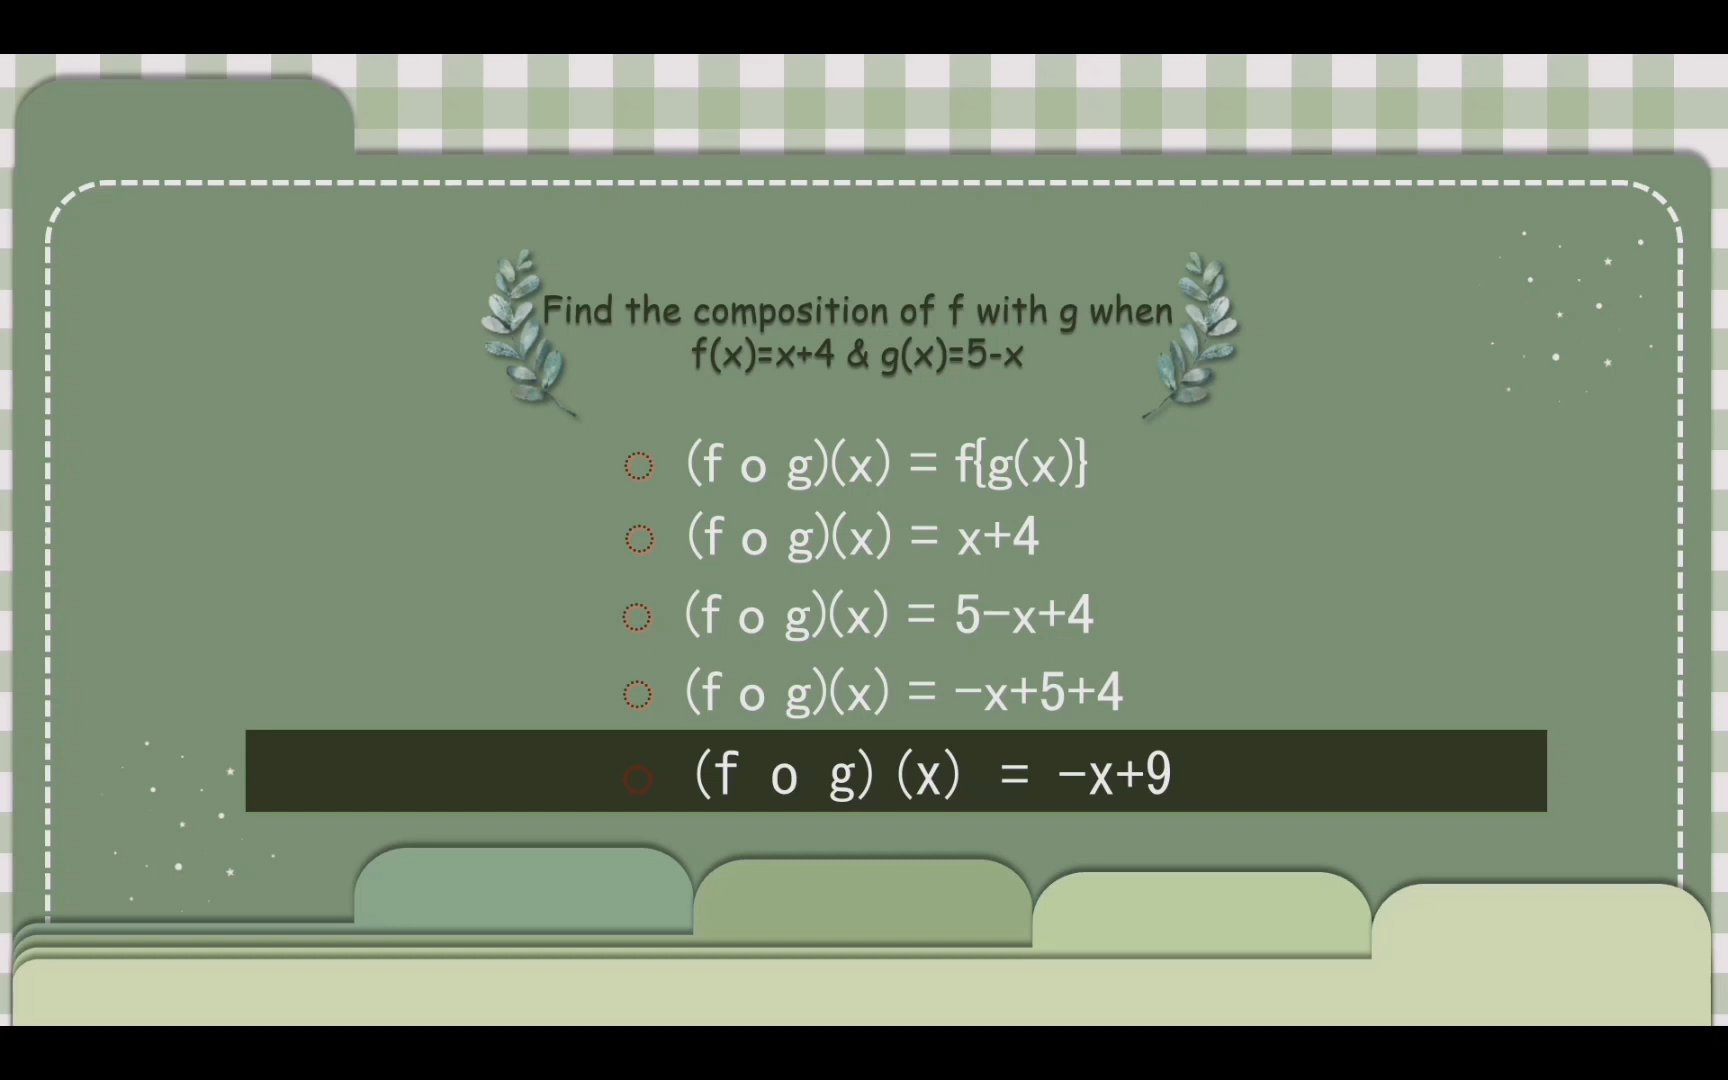 Find the composition of f with g when
f(x)=x+4 & g(x)=5-x
(f o g)(x) = f{g(x)}
(f o g)(x) = x+4
(f o g)(x) = 5-x+4
(f o g)(x) = -x+5+4
(f o g) (x) = -x+9